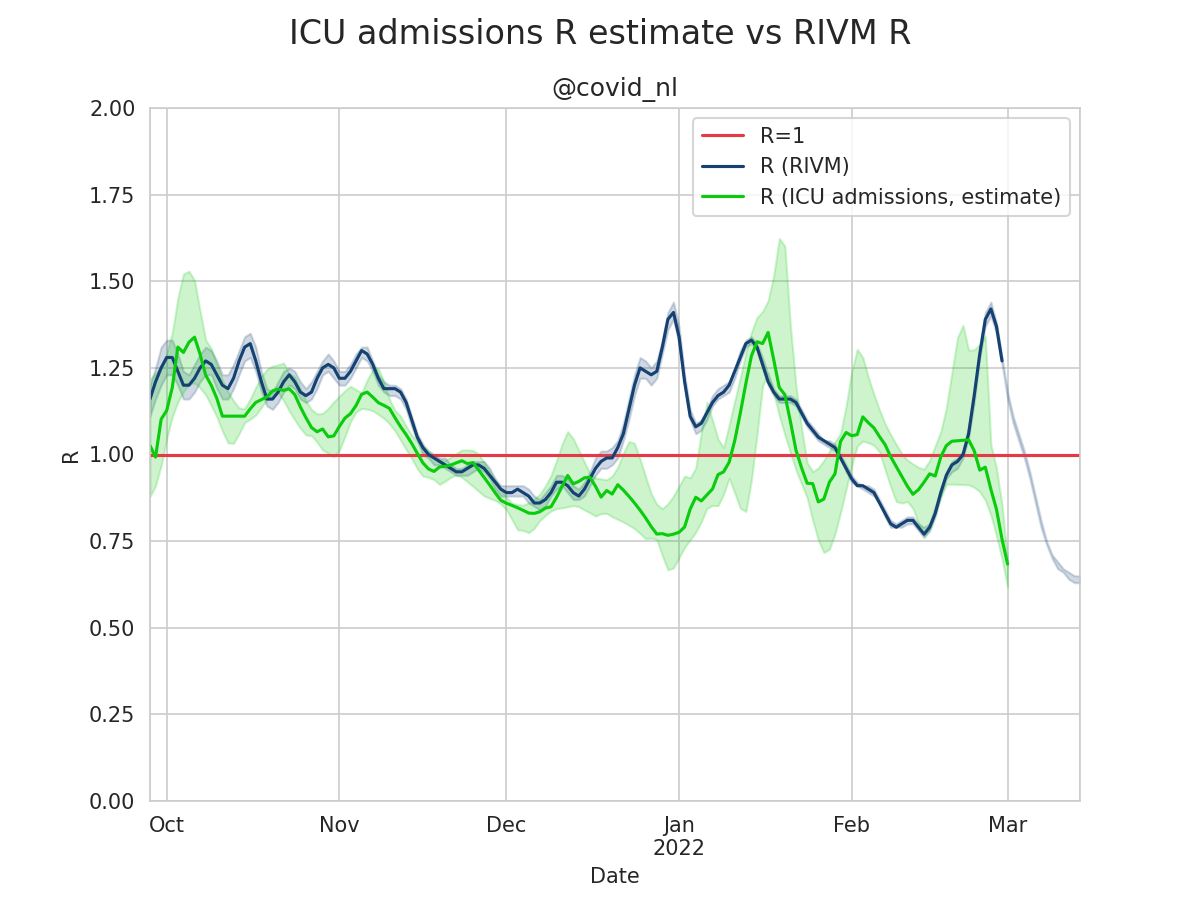 ICU admissions R estimate vs RIVM R
@covid_nl
R=1
R (RIVM)
R (ICU admissions, estimate)
2.00
1.75
1.50
1.25
1.00
0.75
0.50
0.25
0.00
R
Oct Nov Dec Jan Feb Mar
2022
Date